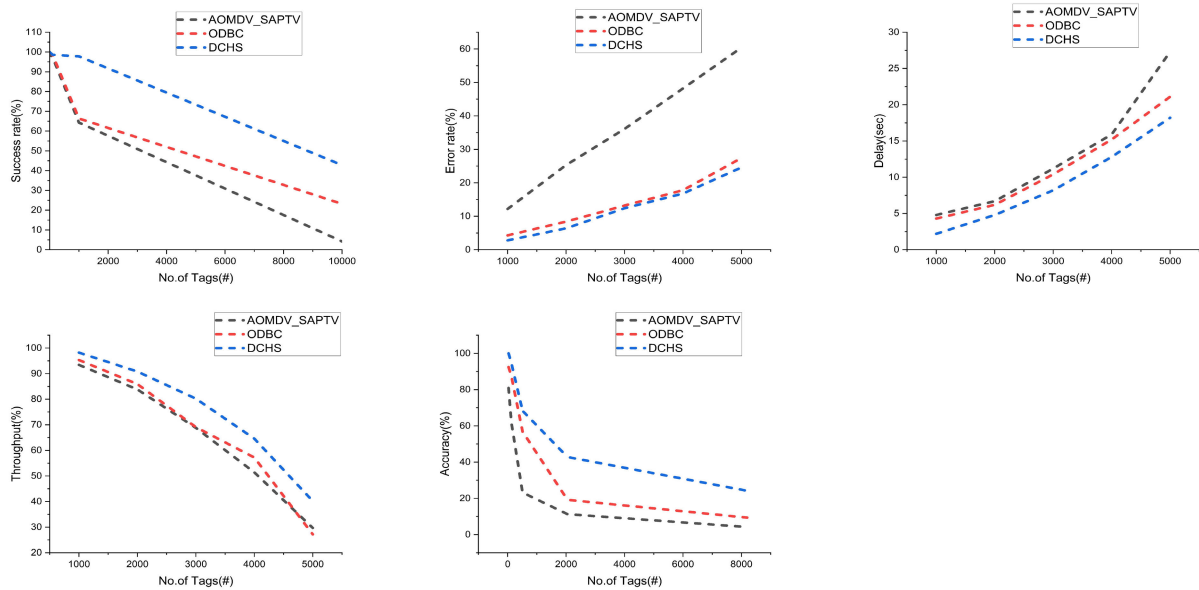 AOMDV_SAPTV
ODBC
DCHS
110
100
90
80
70
60
50
40
30
20
10
0
Success rate(%)
2000 4000 6000 8000 10000
No.of Tags(#)
AOMDV_SAPTV
ODBC
DCHS
60
50
40
30
20
10
0
Error rate(%)
1000 2000 3000 4000 5000
No.of Tags(#)
AOMDV_SAPTV
ODBC
DCHS
30
25
20
15
10
5
0
Delay(sec)
1000 2000 3000 4000 5000
No.of Tags(#)
AOMDV_SAPTV
ODBC
DCHS
100
90
80
70
60
50
40
30
20
Throughput(%)
1000 2000 3000 4000 5000
No.of Tags(#)
AOMDV_SAPTV
ODBC
DCHS
100
80
60
40
20
0
Accuracy(%)
0 2000 4000 6000 8000
No.of Tags(#)